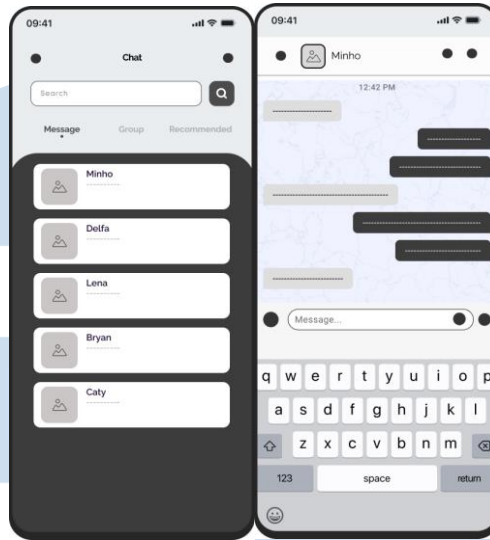 09:41
Chat
Search
Message Group Recommended
Minho
Delfa
Lena
Bryan
Caty
09:41
Minho
12:42 PM
Message...
q w e r t y u i o p
a s d f g h j k l
z x c v b n m
123 space return